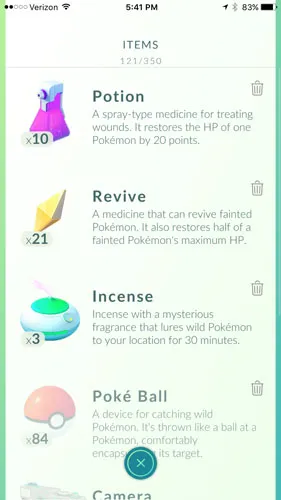 Verizon 5:41 PM 83%
ITEMS
121/350
Potion
A spray-type medicine for treating
wounds. It restores the HP of one
Pokémon by 20 points.
x10
Revive
A medicine that can revive fainted
Pokémon. It also restores half of a
fainted Pokémon's maximum HP.
x21
Incense
Incense with a mysterious
fragrance that lures wild Pokémon
to your location for 30 minutes.
x3
Poké Ball
A device for catching wild
Pokémon. It's thrown like a ball at a
Pokémon, comfortably
its target.
x84
Camera